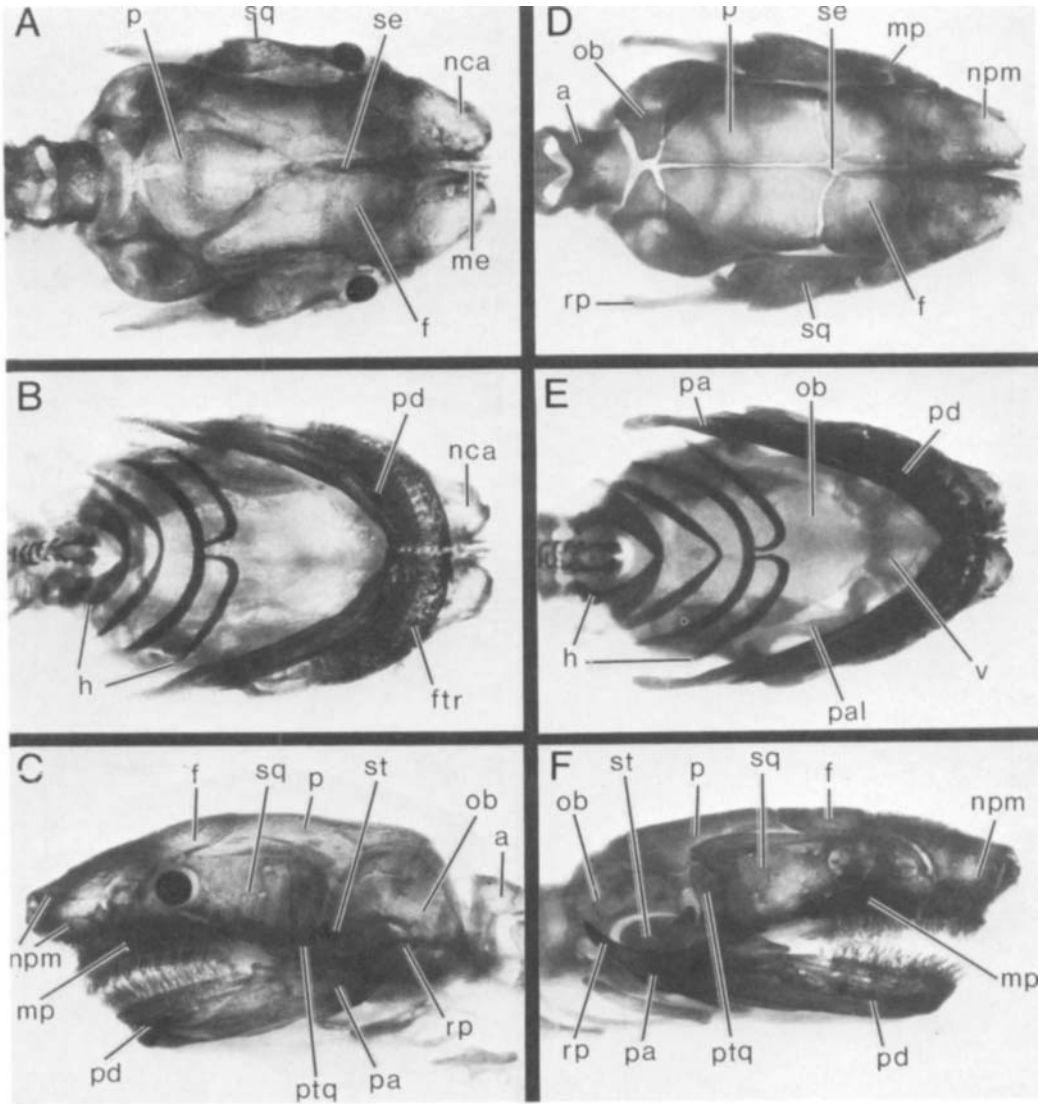 A
p
sq
se
nca
me
f
D
ob
a
p
se
mp
npm
rp
sq
f
B
pd
nca
h
ftr
E
pa
ob
pd
h
pal
v
C
f
sq
p
st
ob
a
npm
mp
pd
ptq
pa
rp
F
ob
st
p
sq
f
npm
rp
pa
ptq
pd
mp